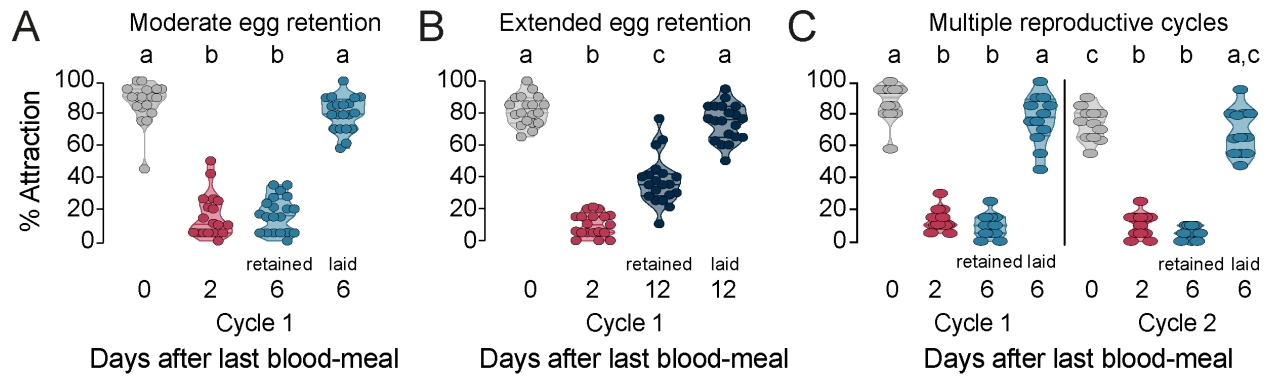 A Moderate egg retention
a b b a
% Attraction
100
80
60
40
20
0
retained laid
0 2 6 6
Cycle 1
Days after last blood-meal
B Extended egg retention
a b c a
100
80
60
40
20
0
retained laid
0 2 12 12
Cycle 1
Days after last blood-meal
C Multiple reproductive cycles
a b b a c b b a,c
100
80
60
40
20
0
retained laid retained laid
0 2 6 6 0 2 6 6
Cycle 1 Cycle 2
Days after last blood-meal